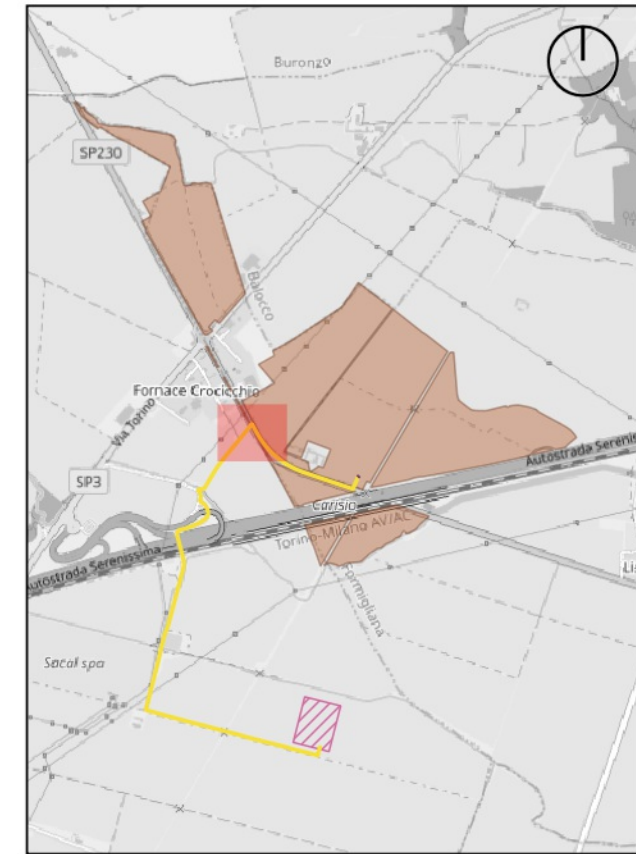 Buronzo
SP230
Balocco
Fornace Crocicchio
Via Torino
SP3
Autostrada Serenissima
Carisio
Torino-Milano AV/AC
Autostrada Serenissima
Formigliana
Sacal spa